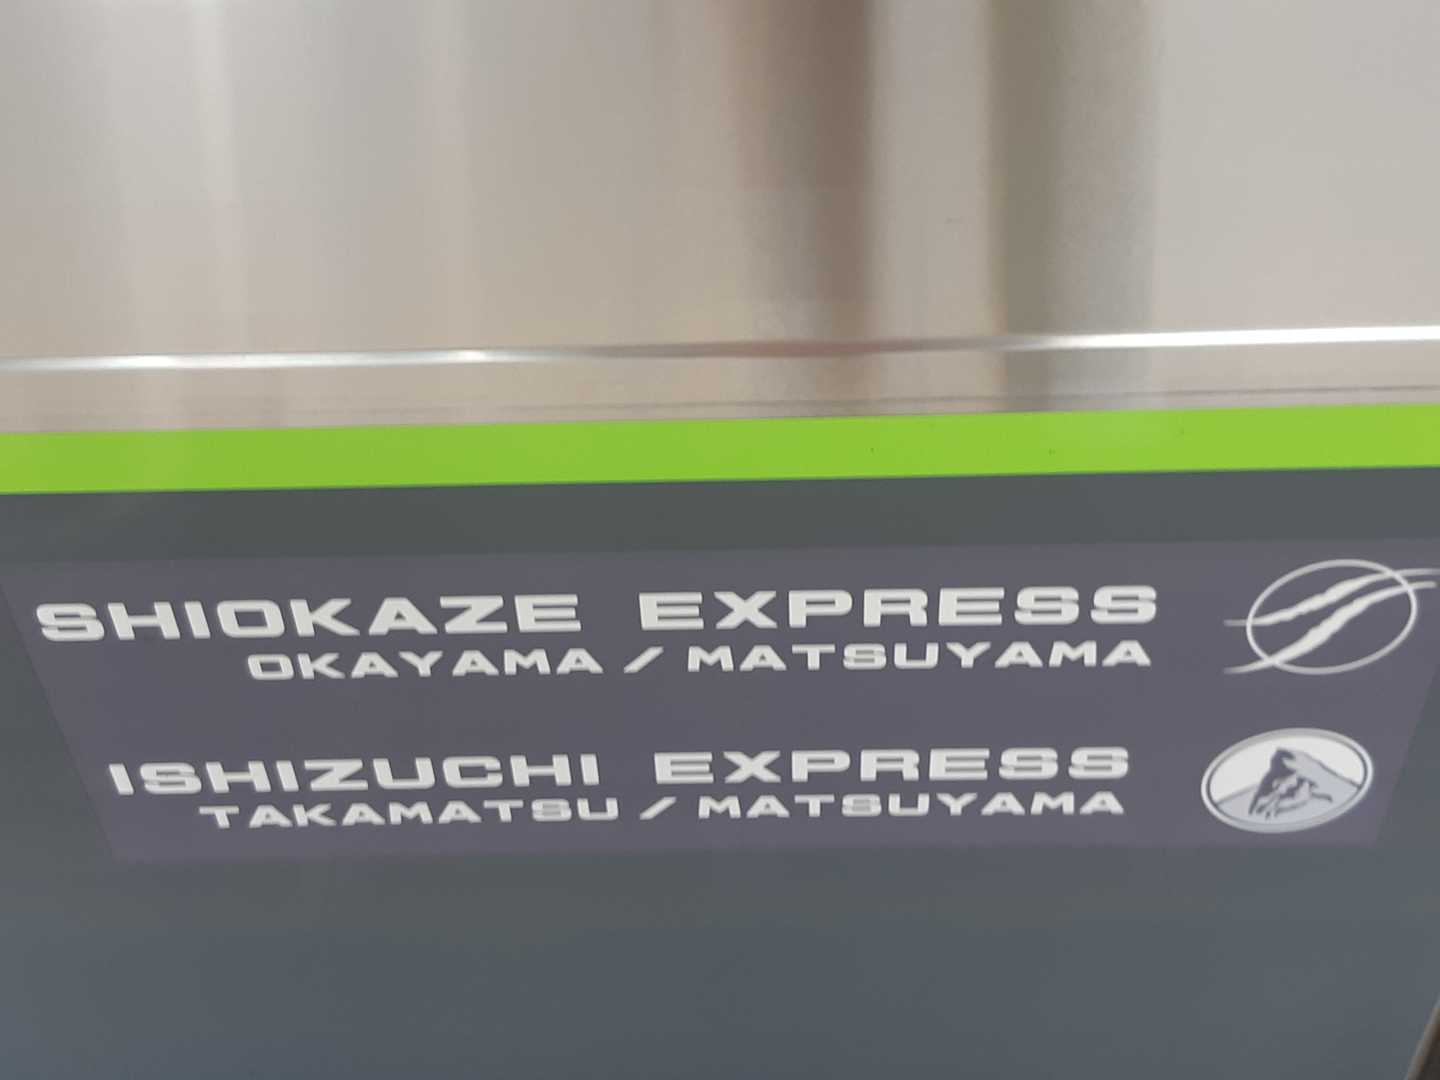 SHIOKAZE EXPRESS
OKAYAMA / MATSUYAMA
ISHIZUCHI EXPRESS
TAKAMATSU / MATSUYAMA